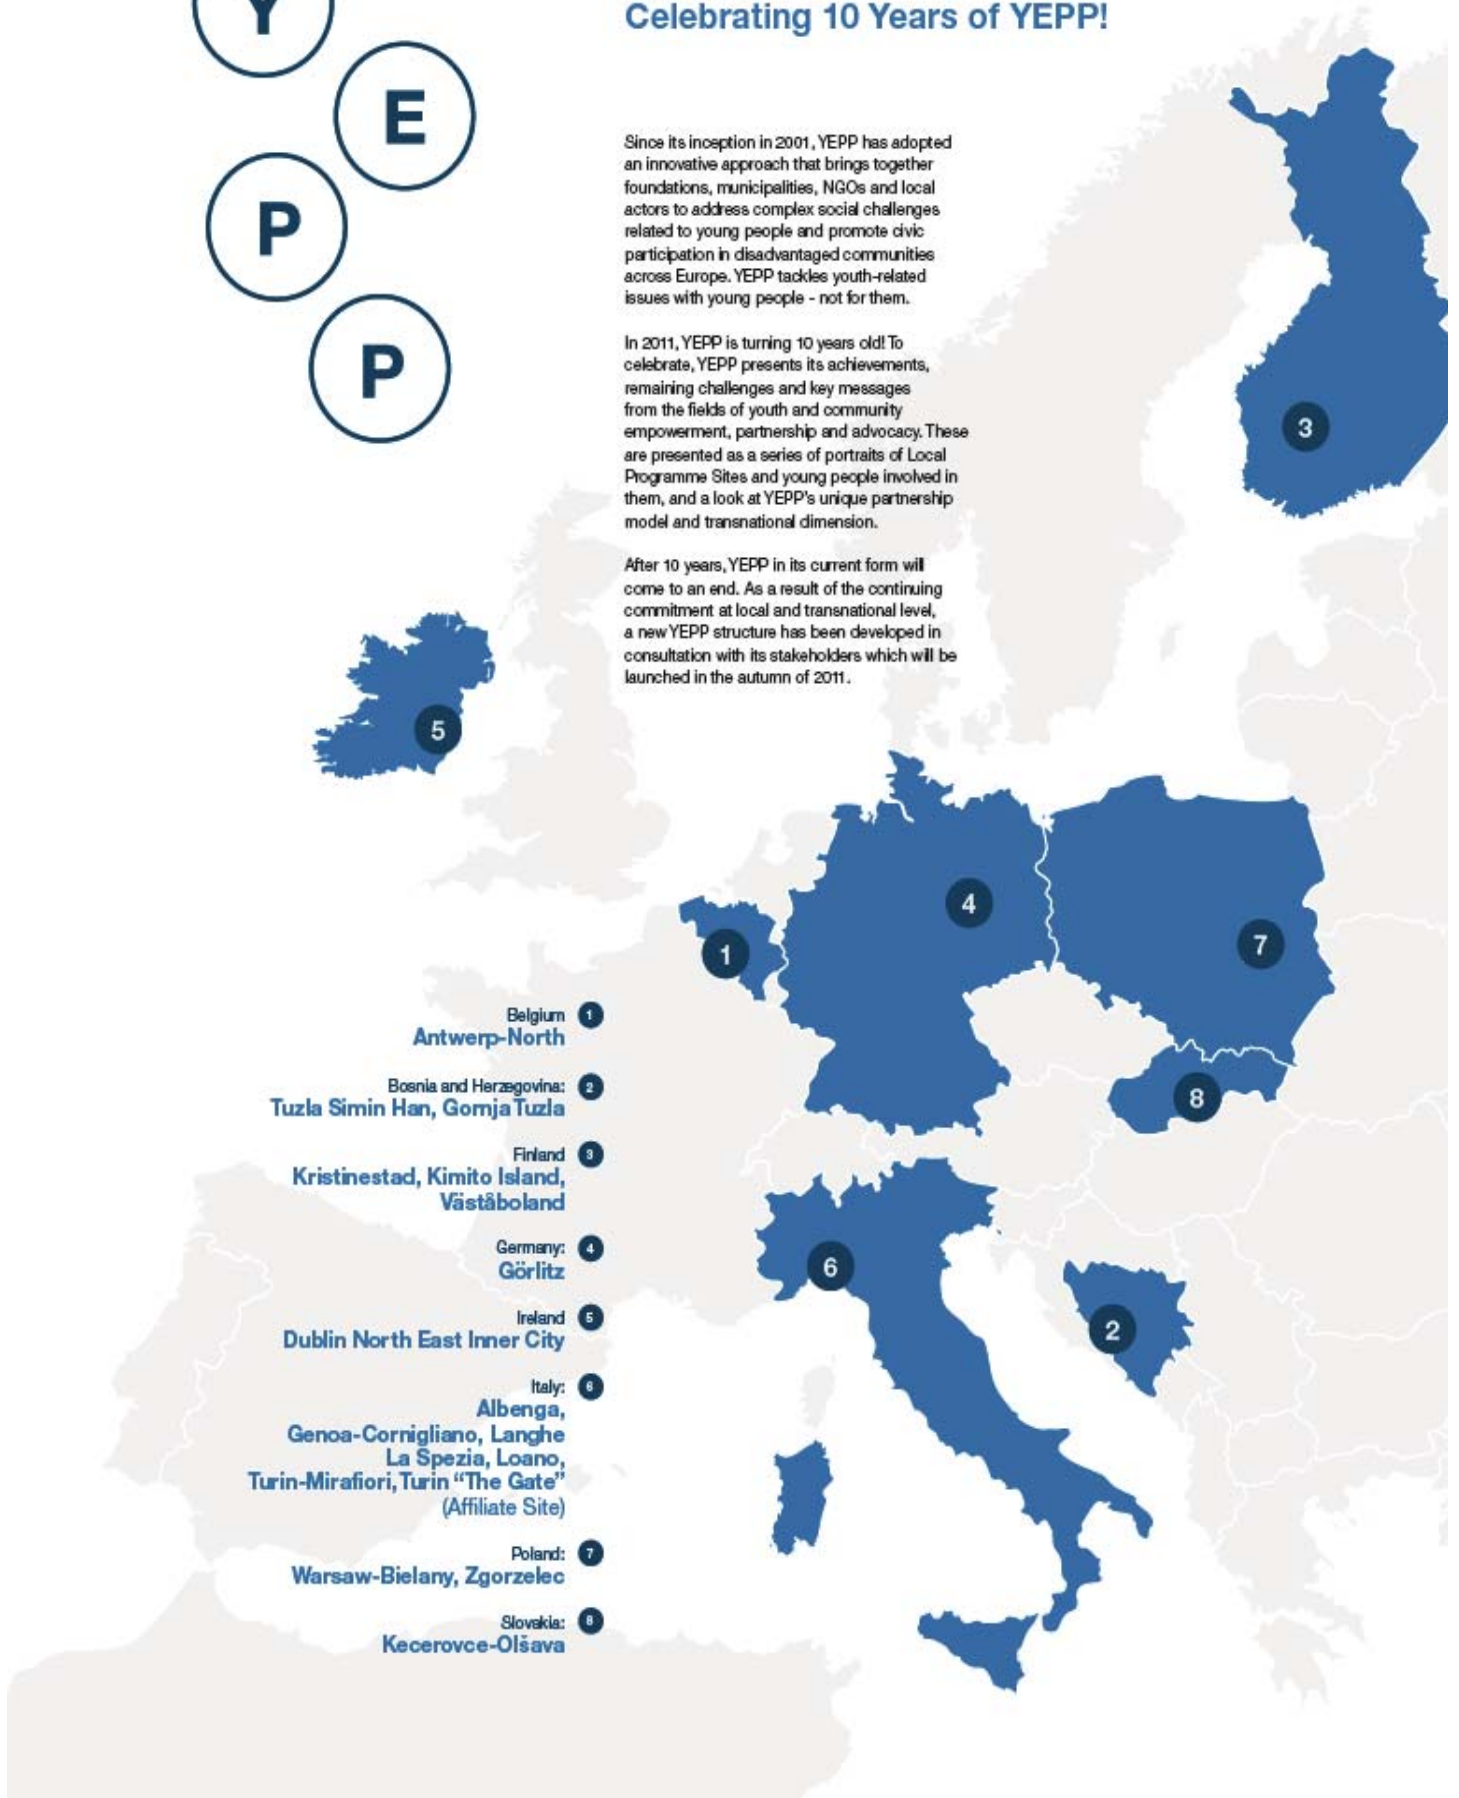 Y
E
P
P
Celebrating 10 Years of YEPP!
Since its inception in 2001, YEPP has adopted
an innovative approach that brings together
foundations, municipalities, NGOs and local
actors to address complex social challenges
related to young people and promote civic
participation in disadvantaged communities
across Europe. YEPP tackles youth-related
issues with young people - not for them.
In 2011, YEPP is turning 10 years old! To
celebrate, YEPP presents its achievements,
remaining challenges and key messages
from the fields of youth and community
empowerment, partnership and advocacy. These
are presented as a series of portraits of Local
Programme Sites and young people involved in
them, and a look at YEPP's unique partnership
model and transnational dimension.
After 10 years, YEPP in its current form will
come to an end. As a result of the continuing
commitment at local and transnational level,
a new YEPP structure has been developed in
consultation with its stakeholders which will be
launched in the autumn of 2011.
3
5
4
7
1
8
6
2
Belgium 1
Antwerp-North
Bosnia and Herzegovina: 2
Tuzla Simin Han, Gornja Tuzla
Finland 3
Kristinestad, Kimito Island,
Väståboland
Germany: 4
Görlitz
Ireland 5
Dublin North East Inner City
Italy: 6
Albenga,
Genoa-Cornigliano, Langhe
La Spezia, Loano,
Turin-Mirafiori, Turin “The Gate”
(Affiliate Site)
Poland: 7
Warsaw-Bielany, Zgorzelec
Slovakia: 8
Kecerovce-Olšava